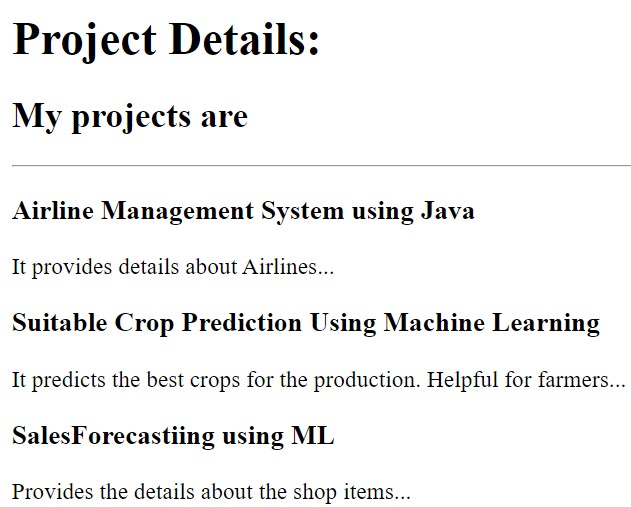 Project Details:
My projects are
Airline Management System using Java
It provides details about Airlines...
Suitable Crop Prediction Using Machine Learning
It predicts the best crops for the production. Helpful for farmers...
SalesForecastiing using ML
Provides the details about the shop items...